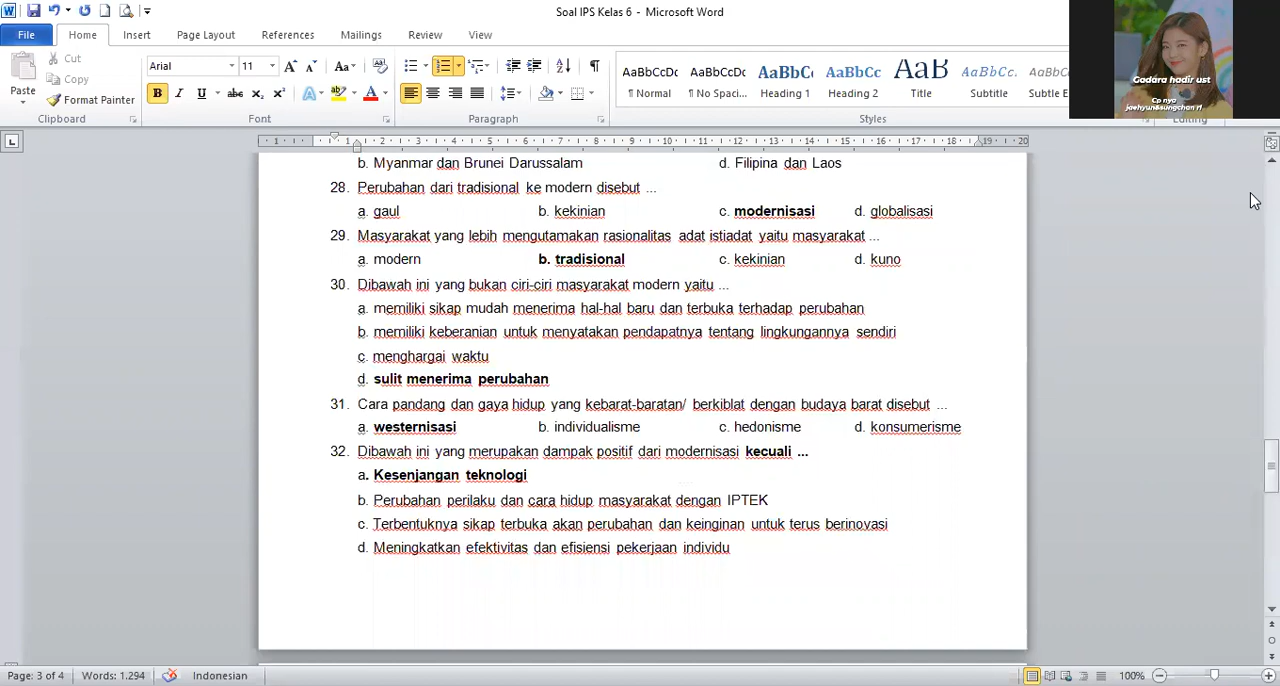 Soal IPS Kelas 6 - Microsoft Word
File Home Insert Page Layout References Mailings Review View
Paste
Cut
Copy
Format Painter
Clipboard
Arial 11
Font
Paragraph
AaBbCcDc AaBbCcDc AaBbC AaBbCc AaB AaBbCc.
¶ Normal ¶ No Spaci... Heading 1 Heading 2 Title Subtitle Subtle E
Styles
Editing
Gadara hadir ust
Cp nya
jaehyun&sungchan r!
b. Myanmar dan Brunei Darussalam d. Filipina dan Laos
28. Perubahan dari tradisional ke modern disebut ...
a. gaul b. kekinian c. modernisasi d. globalisasi
29. Masyarakat yang lebih mengutamakan rasionalitas adat istiadat yaitu masyarakat ...
a. modern b. tradisional c. kekinian d. kuno
30. Dibawah ini yang bukan ciri-ciri masyarakat modern yaitu ...
a. memiliki sikap mudah menerima hal-hal baru dan terbuka terhadap perubahan
b. memiliki keberanian untuk menyatakan pendapatnya tentang lingkungannya sendiri
c. menghargai waktu
d. sulit menerima perubahan
31. Cara pandang dan gaya hidup yang kebarat-baratan/ berkiblat dengan budaya barat disebut ...
a. westernisasi b. individualisme c. hedonisme d. konsumerisme
32. Dibawah ini yang merupakan dampak positif dari modernisasi kecuali ...
a. Kesenjangan teknologi
b. Perubahan perilaku dan cara hidup masyarakat dengan IPTEK
c. Terbentuknya sikap terbuka akan perubahan dan keinginan untuk terus berinovasi
d. Meningkatkan efektivitas dan efisiensi pekerjaan individu
Page: 3 of 4 Words: 1.294 Indonesian 100%